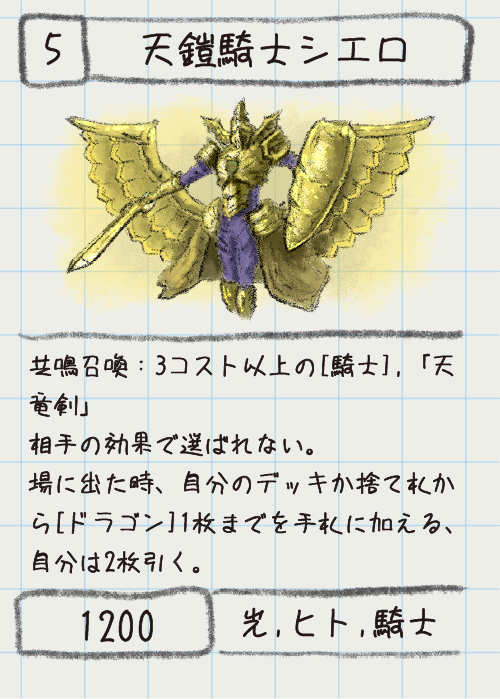 5
天鎧騎士シエロ
共鳴召喚：3コスト以上の[騎士],「天
竜剣」
相手の効果で選ばれない。
場に出た時、自分のデッキか捨て札か
ら[ドラゴン]1枚までを手札に加える、
自分は2枚引く。
1200
光,ヒト,騎士